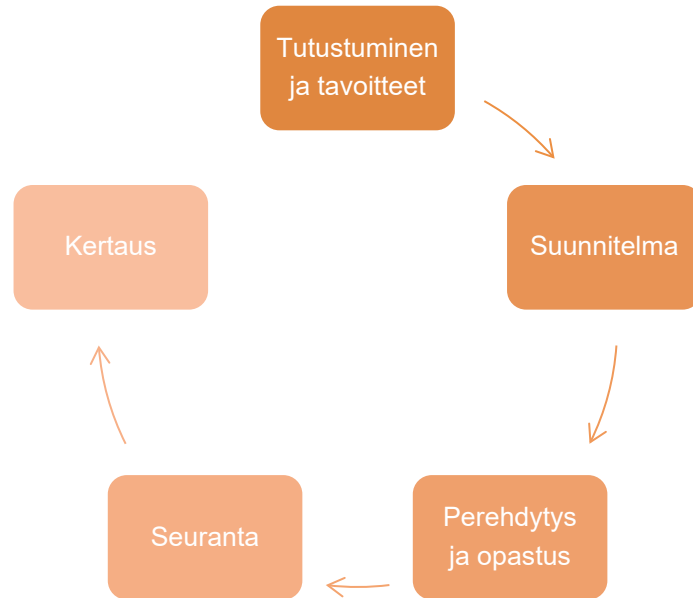 Tutustuminen
ja tavoitteet
Suunnitelma
Perehdytys
ja opastus
Seuranta
Kertaus